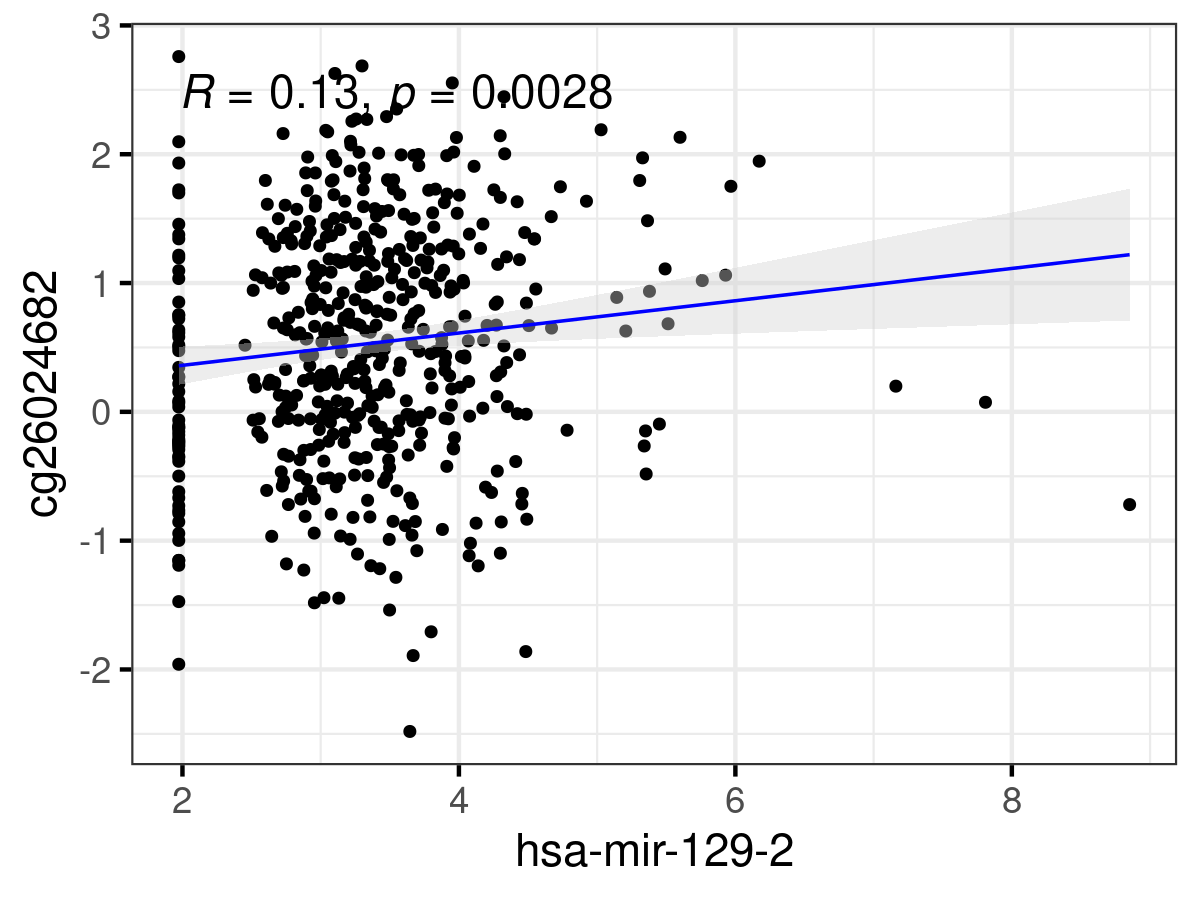 3
R = 0.13, p = 0.0028
2
1
0
-1
-2
cg26024682
2 4 6 8
hsa-mir-129-2